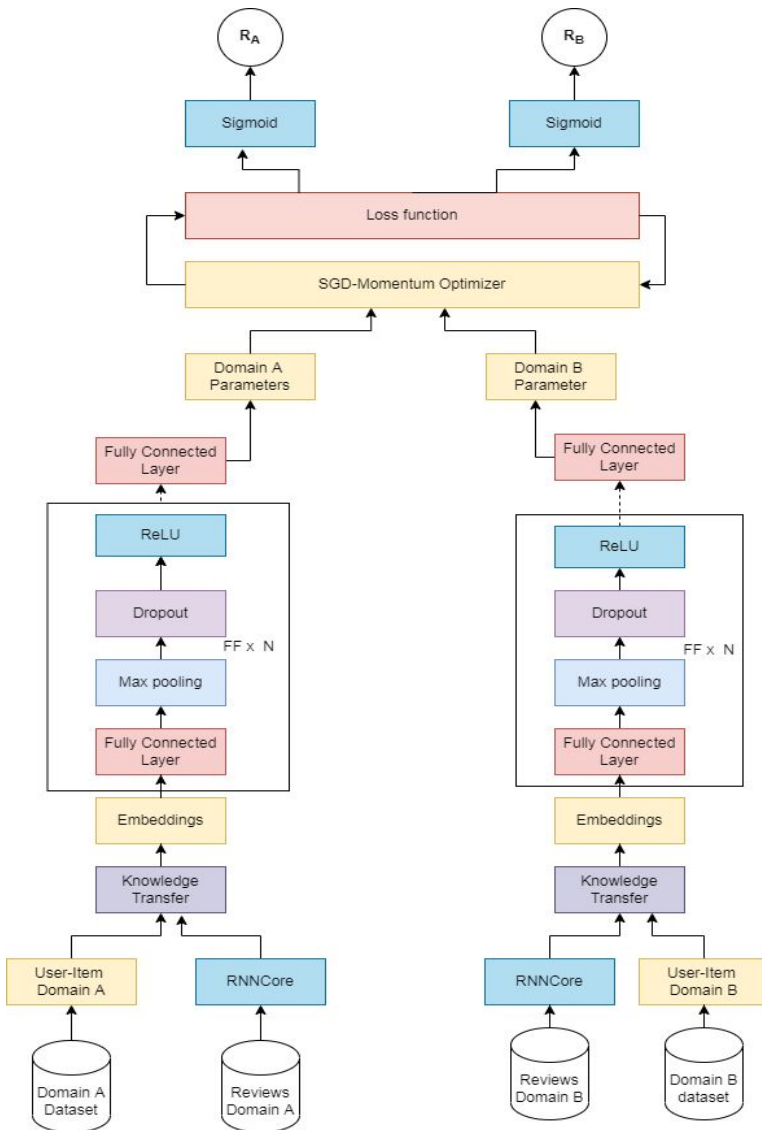 RA
RB
Sigmoid
Sigmoid
Loss function
SGD-Momentum Optimizer
Domain A
Parameters
Domain B
Parameter
Fully Connected
Layer
Fully Connected
Layer
ReLU
ReLU
Dropout
Dropout
FF x N
FF x N
Max pooling
Max pooling
Fully Connected
Layer
Fully Connected
Layer
Embeddings
Embeddings
Knowledge
Transfer
Knowledge
Transfer
User-Item
Domain A
RNNCore
RNNCore
User-Item
Domain B
Domain A
Dataset
Reviews
Domain A
Reviews
Domain B
Domain B
dataset